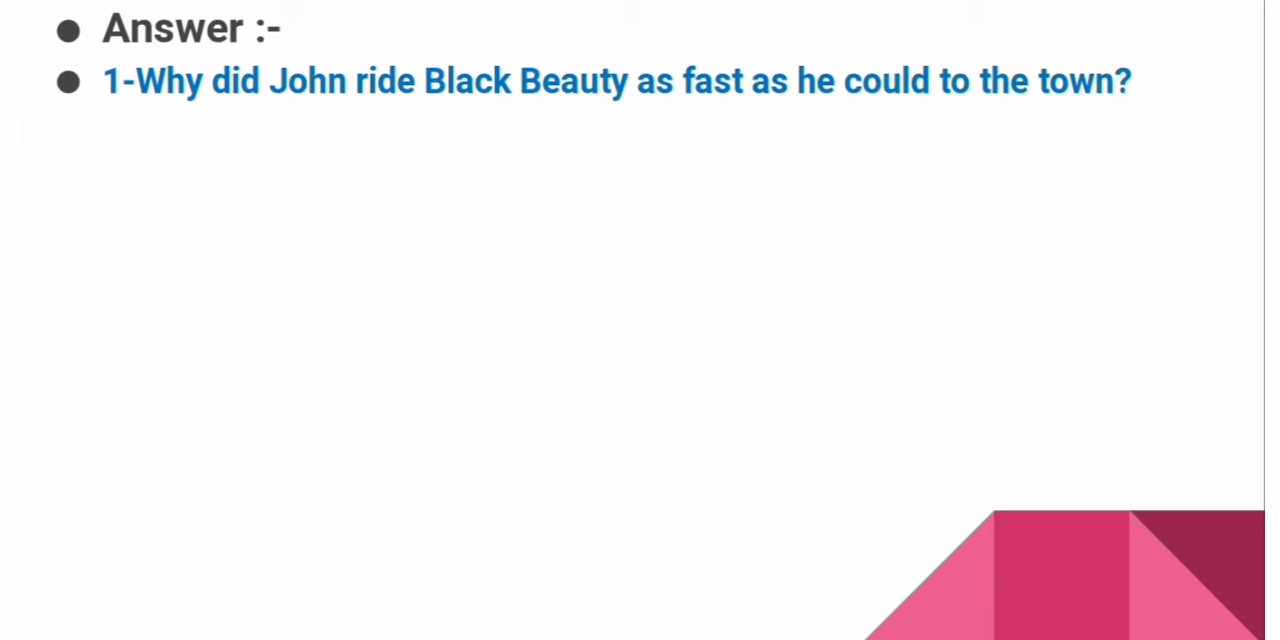 Answer :-
1-Why did John ride Black Beauty as fast as he could to the town?